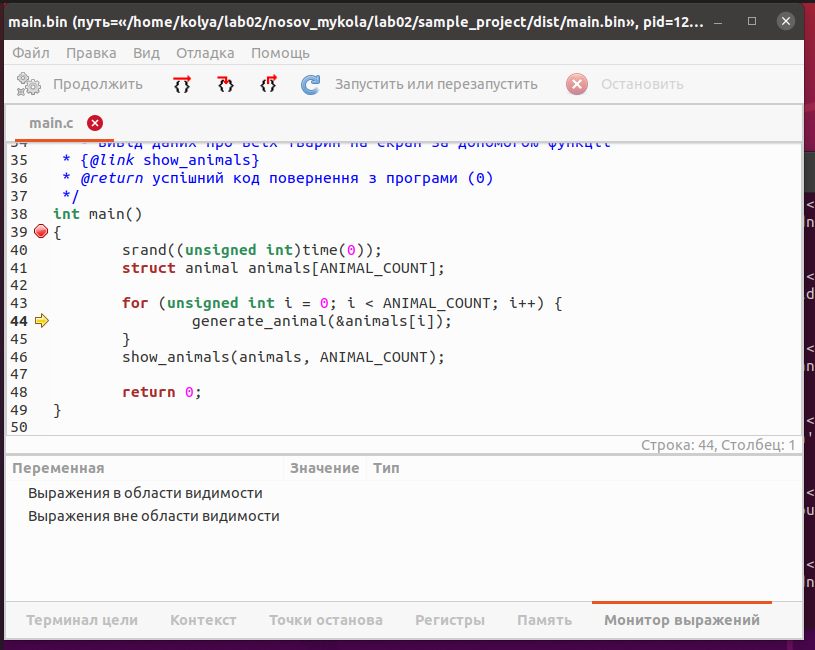 main.bin (путь=«/home/kolya/lab02/nosov_mykola/lab02/sample_project/dist/main.bin», pid=12...
Файл Правка Вид Отладка Помощь
Продолжить Запустить или перезапустить Остановить
main.c
34 вивід даних про всіх тварин на екран за допомогою функції
35 * {@link show_animals}
36 * @return успішний код повернення з програми (0)
37 */
38 int main()
39 {
40 srand((unsigned int)time(0));
41 struct animal animals[ANIMAL_COUNT];
42
43 for (unsigned int i = 0; i < ANIMAL_COUNT; i++) {
44 generate_animal(&animals[i]);
45 }
46 show_animals(animals, ANIMAL_COUNT);
47
48 return 0;
49 }
50
Строка: 44, Столбец: 1
Переменная Значение Тип
Выражения в области видимости
Выражения вне области видимости
Терминал цели Контекст Точки останова Регистры Память Монитор выражений